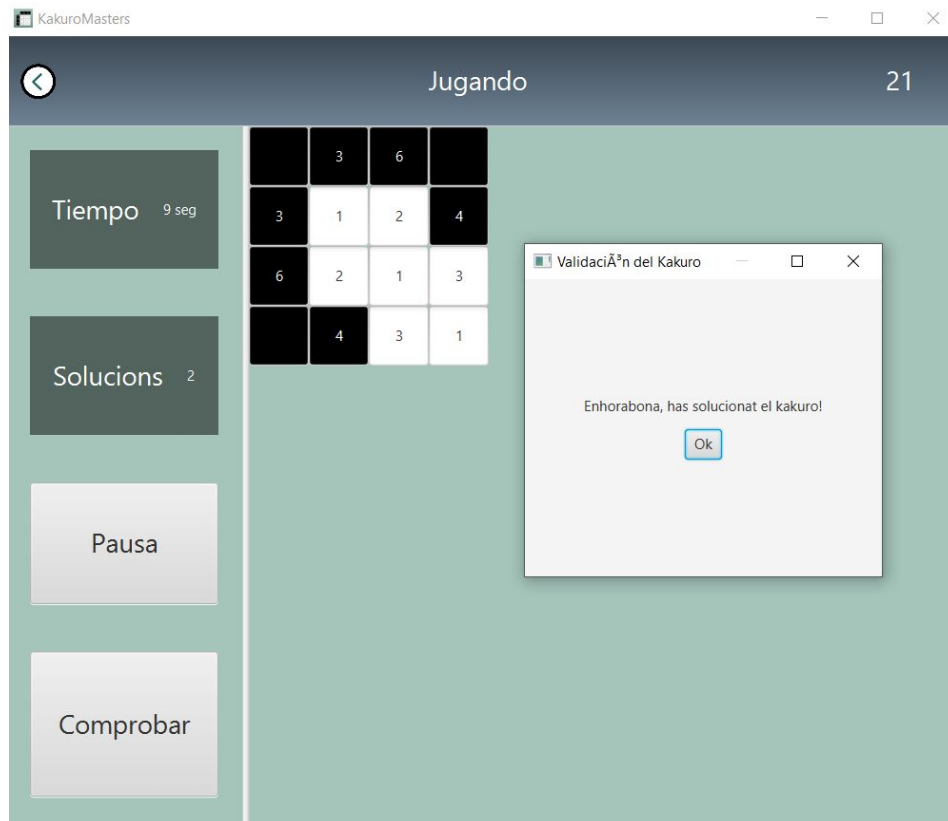 KakuroMasters
Jugando
21
Tiempo 9 seg
Solucions 2
Pausa
Comprobar
3 6
3 1 2 4
6 2 1 3
4 3 1
ValidaciÃ³n del Kakuro
Enhorabona, has solucionat el kakuro!
Ok